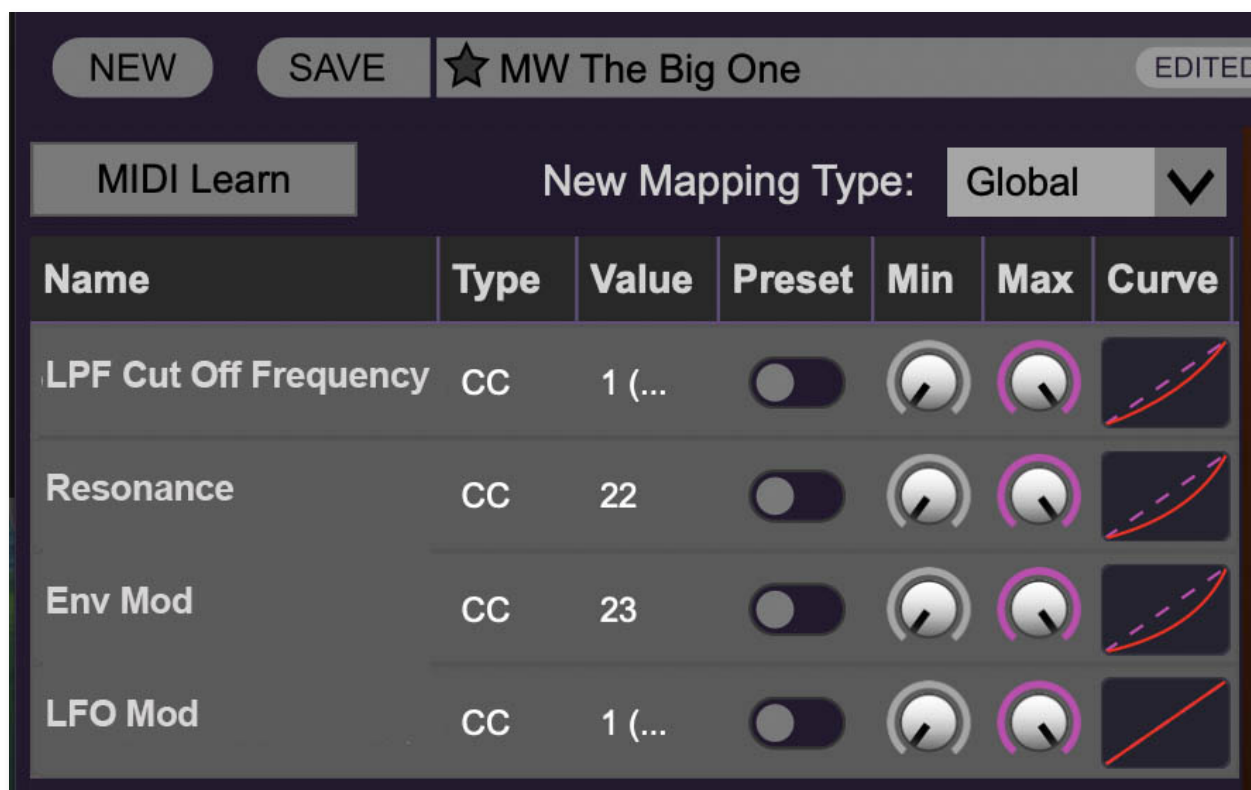 NEW SAVE MW The Big One EDITED
MIDI Learn New Mapping Type: Global
Name Type Value Preset Min Max Curve
LPF Cut Off Frequency CC 1 (...
Resonance CC 22
Env Mod CC 23
LFO Mod CC 1 (...